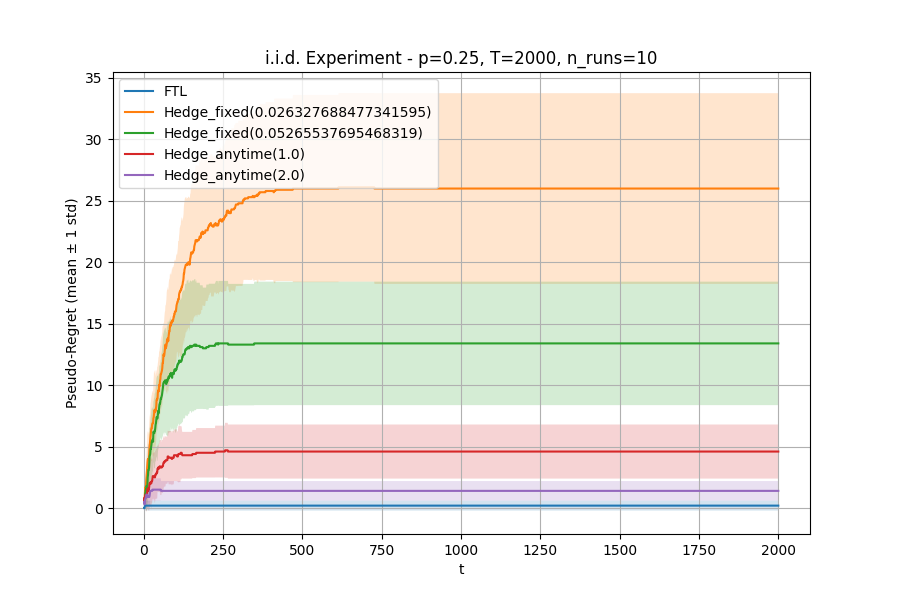 i.i.d. Experiment - p=0.25, T=2000, n_runs=10
FTL
Hedge_fixed(0.026327688477341595)
Hedge_fixed(0.05265537695468319)
Hedge_anytime(1.0)
Hedge_anytime(2.0)
Pseudo-Regret (mean ± 1 std)
35
30
25
20
15
10
5
0
0 250 500 750 1000 1250 1500 1750 2000
t